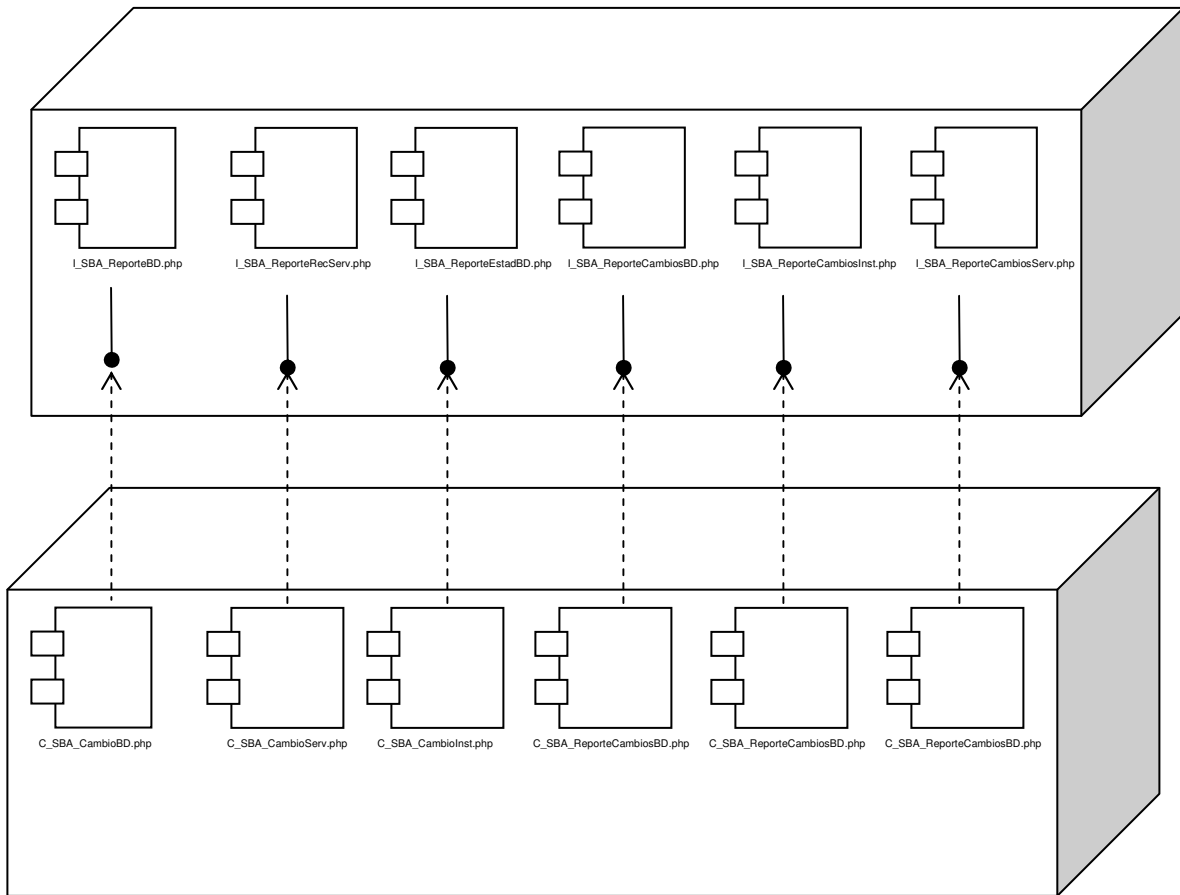 I_SBA_ReporteBD.php
I_SBA_ReporteRecServ.php
I_SBA_ReporteEstadBD.php
I_SBA_ReporteCambiosBD.php
I_SBA_ReporteCambiosInst.php
I_SBA_ReporteCambiosServ.php
C_SBA_CambioBD.php
C_SBA_CambioServ.php
C_SBA_CambioInst.php
C_SBA_ReporteCambiosBD.php
C_SBA_ReporteCambiosBD.php
C_SBA_ReporteCambiosBD.php